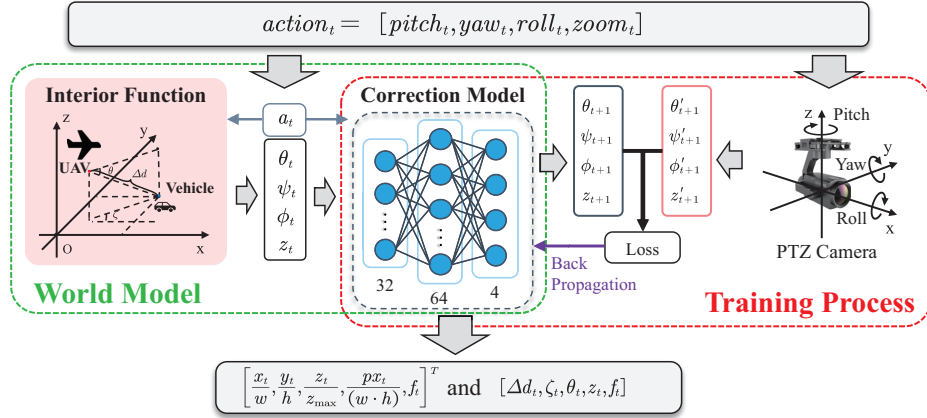 action_t = [pitch_t, yaw_t, roll_t, zoom_t]
Interior Function
z
y
UAV
θ
Δd
Vehicle
ζ
O
x
World Model
a_t
θ_t
ψ_t
ϕ_t
z_t
Correction Model
32
64
4
θ_{t+1}
ψ_{t+1}
ϕ_{t+1}
z_{t+1}
θ'_{t+1}
ψ'_{t+1}
ϕ'_{t+1}
z'_{t+1}
Loss
Back
Propagation
z
Pitch
y
Yaw
Roll
x
PTZ Camera
Training Process
[x_t/w, y_t/h, z_t/z_max, px_t/(w · h), f_t]^T and [Δd_t, ζ_t, θ_t, z_t, f_t]